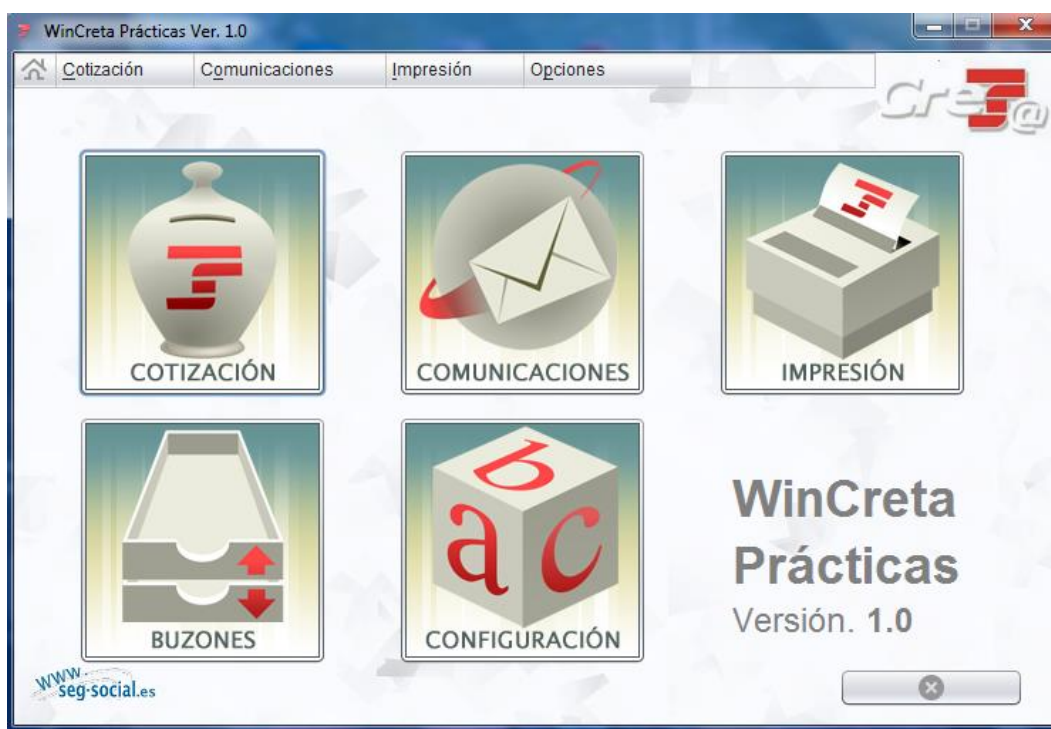 WinCreta Prácticas Ver. 1.0
Cotización Comunicaciones Impresión Opciones
Cret@
COTIZACIÓN COMUNICACIONES IMPRESIÓN
b
a c
BUZONES CONFIGURACIÓN
WinCreta
Prácticas
Versión. 1.0
www.
seg-social.es